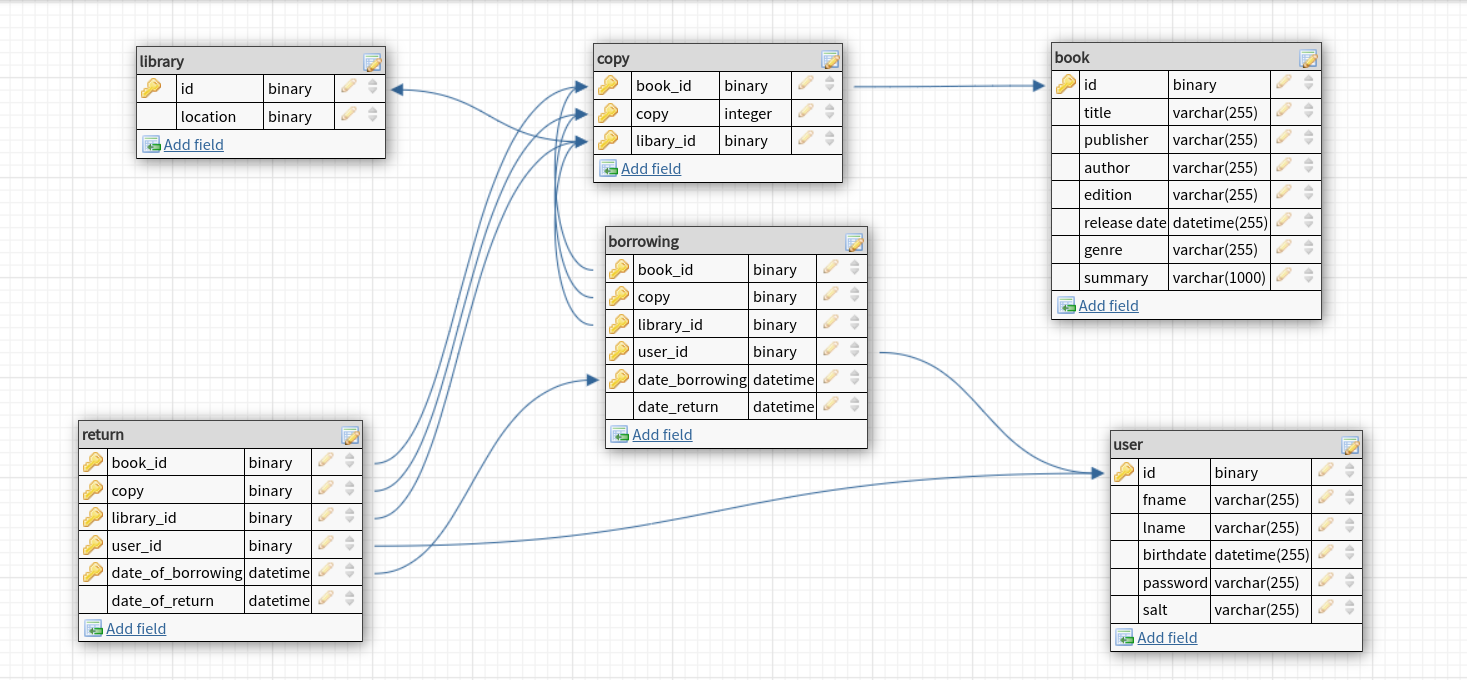 library
id binary
location binary
Add field
copy
book_id binary
copy integer
libary_id binary
Add field
book
id binary
title varchar(255)
publisher varchar(255)
author varchar(255)
edition varchar(255)
release date datetime(255)
genre varchar(255)
summary varchar(1000)
Add field
borrowing
book_id binary
copy binary
library_id binary
user_id binary
date_borrowing datetime
date_return datetime
Add field
return
book_id binary
copy binary
library_id binary
user_id binary
date_of_borrowing datetime
date_of_return datetime
Add field
user
id binary
fname varchar(255)
lname varchar(255)
birthdate datetime(255)
password varchar(255)
salt varchar(255)
Add field